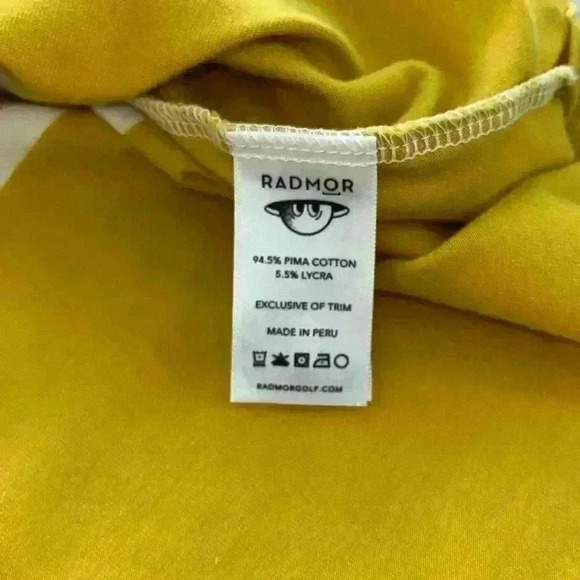 RADMOR
94.5% PIMA COTTON
5.5% LYCRA
EXCLUSIVE OF TRIM
MADE IN PERU
RADMORGOLF.COM